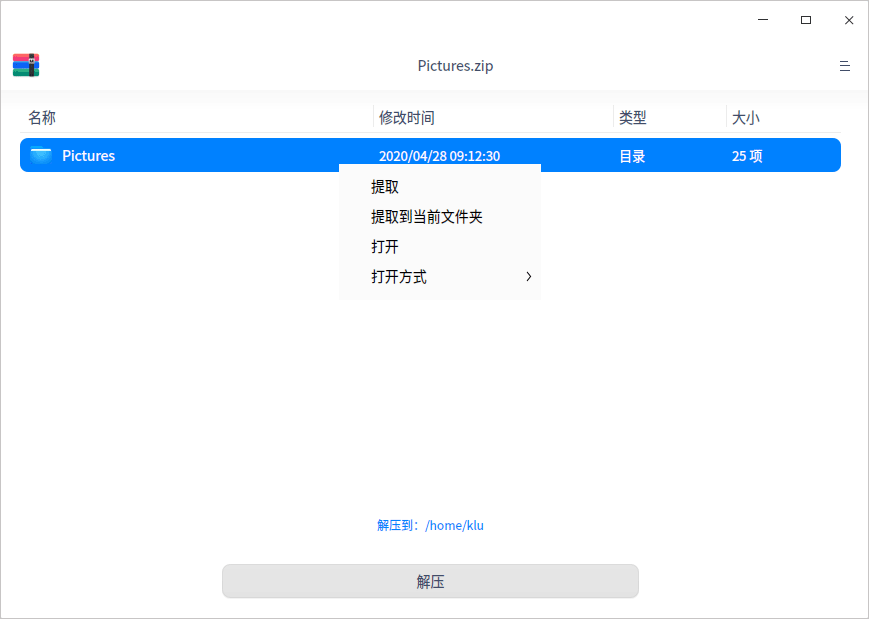 Pictures.zip
名称 修改时间 类型 大小
Pictures 2020/04/28 09:12:30 目录 25 项
提取
提取到当前文件夹
打开
打开方式
解压到：/home/klu
解压